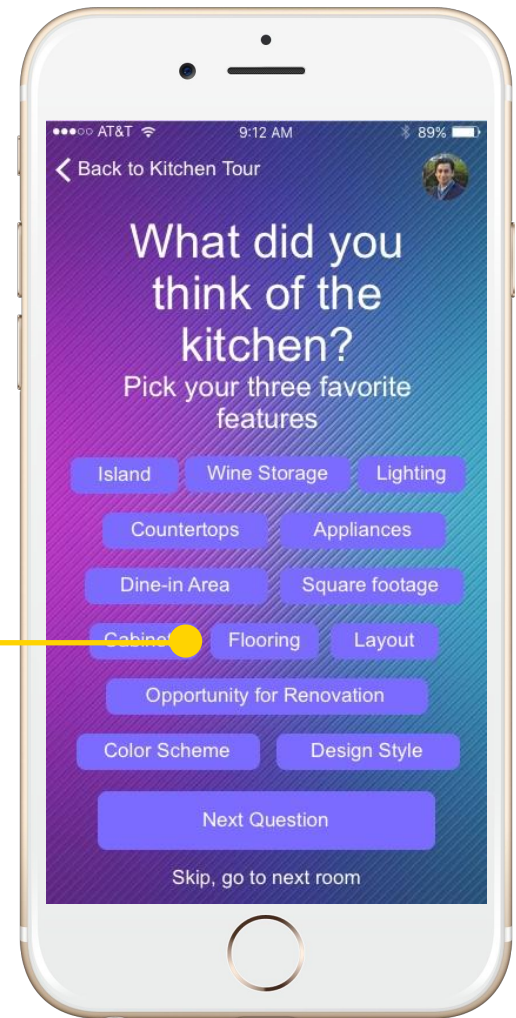 AT&T 9:12 AM 89%
Back to Kitchen Tour
What did you
think of the
kitchen?
Pick your three favorite
features
Island Wine Storage Lighting
Countertops Appliances
Dine-in Area Square footage
Flooring Layout
Opportunity for Renovation
Color Scheme Design Style
Next Question
Skip, go to next room